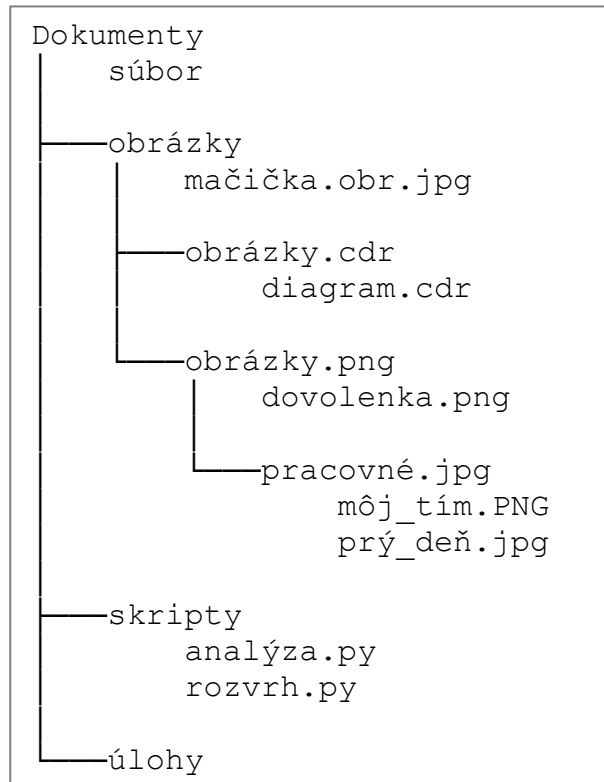 Dokumenty
súbor
obrázky
mačička.obr.jpg
obrázky.cdr
diagram.cdr
obrázky.png
dovolenka.png
pracovné.jpg
môj_tím.PNG
prý_deň.jpg
skripty
analýza.py
rozvrh.py
úlohy